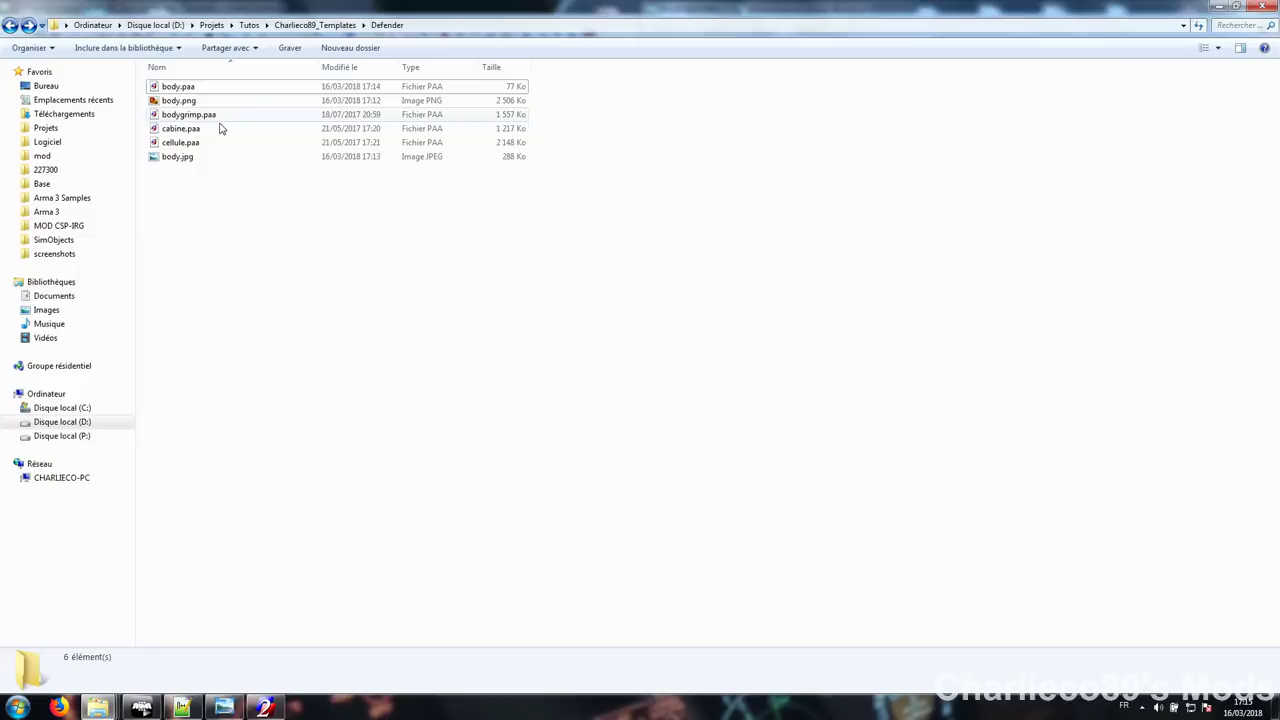 Ordinateur ▸ Disque local (D:) ▸ Projets ▸ Tutos ▸ Charlieco89_Templates ▸ Defender
Rechercher ...
Organiser
Inclure dans la bibliothèque
Partager avec
Graver
Nouveau dossier
Favoris
Bureau
Emplacements récents
Téléchargements
Projets
Logiciel
mod
227300
Base
Arma 3 Samples
Arma 3
MOD CSP-IRG
SimObjects
screenshots
Bibliothèques
Documents
Images
Musique
Vidéos
Groupe résidentiel
Ordinateur
Disque local (C:)
Disque local (D:)
Disque local (P:)
Réseau
CHARLIECO-PC
Nom Modifié le Type Taille
body.paa 16/03/2018 17:14 Fichier PAA 77 Ko
body.png 16/03/2018 17:12 Image PNG 2 506 Ko
bodygrimp.paa 18/07/2017 20:59 Fichier PAA 1 557 Ko
cabine.paa 21/05/2017 17:20 Fichier PAA 1 217 Ko
cellule.paa 21/05/2017 17:21 Fichier PAA 2 148 Ko
body.jpg 16/03/2018 17:13 Image JPEG 288 Ko
6 élément(s)
Charlieco89's Mods
FR
17:15
16/03/2018